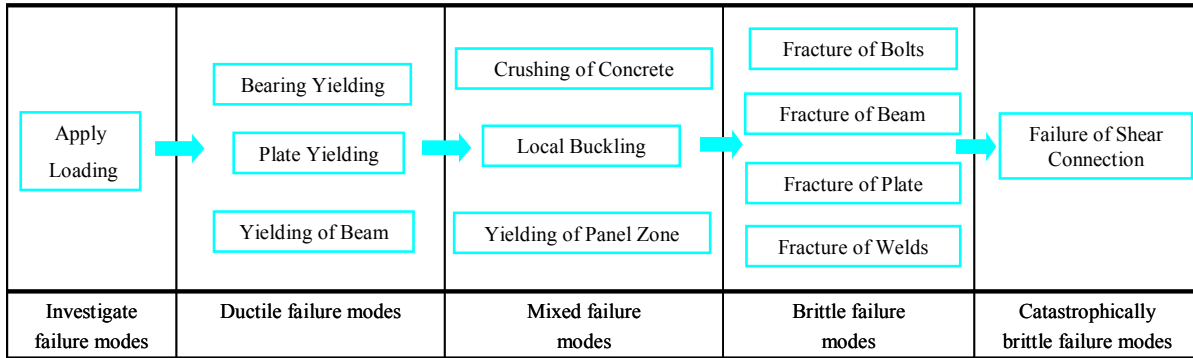 Apply
Loading
Bearing Yielding
Plate Yielding
Yielding of Beam
Crushing of Concrete
Local Buckling
Yielding of Panel Zone
Fracture of Bolts
Fracture of Beam
Fracture of Plate
Fracture of Welds
Failure of Shear
Connection
Investigate
failure modes
Ductile failure modes
Mixed failure
modes
Brittle failure
modes
Catastrophically
brittle failure modes